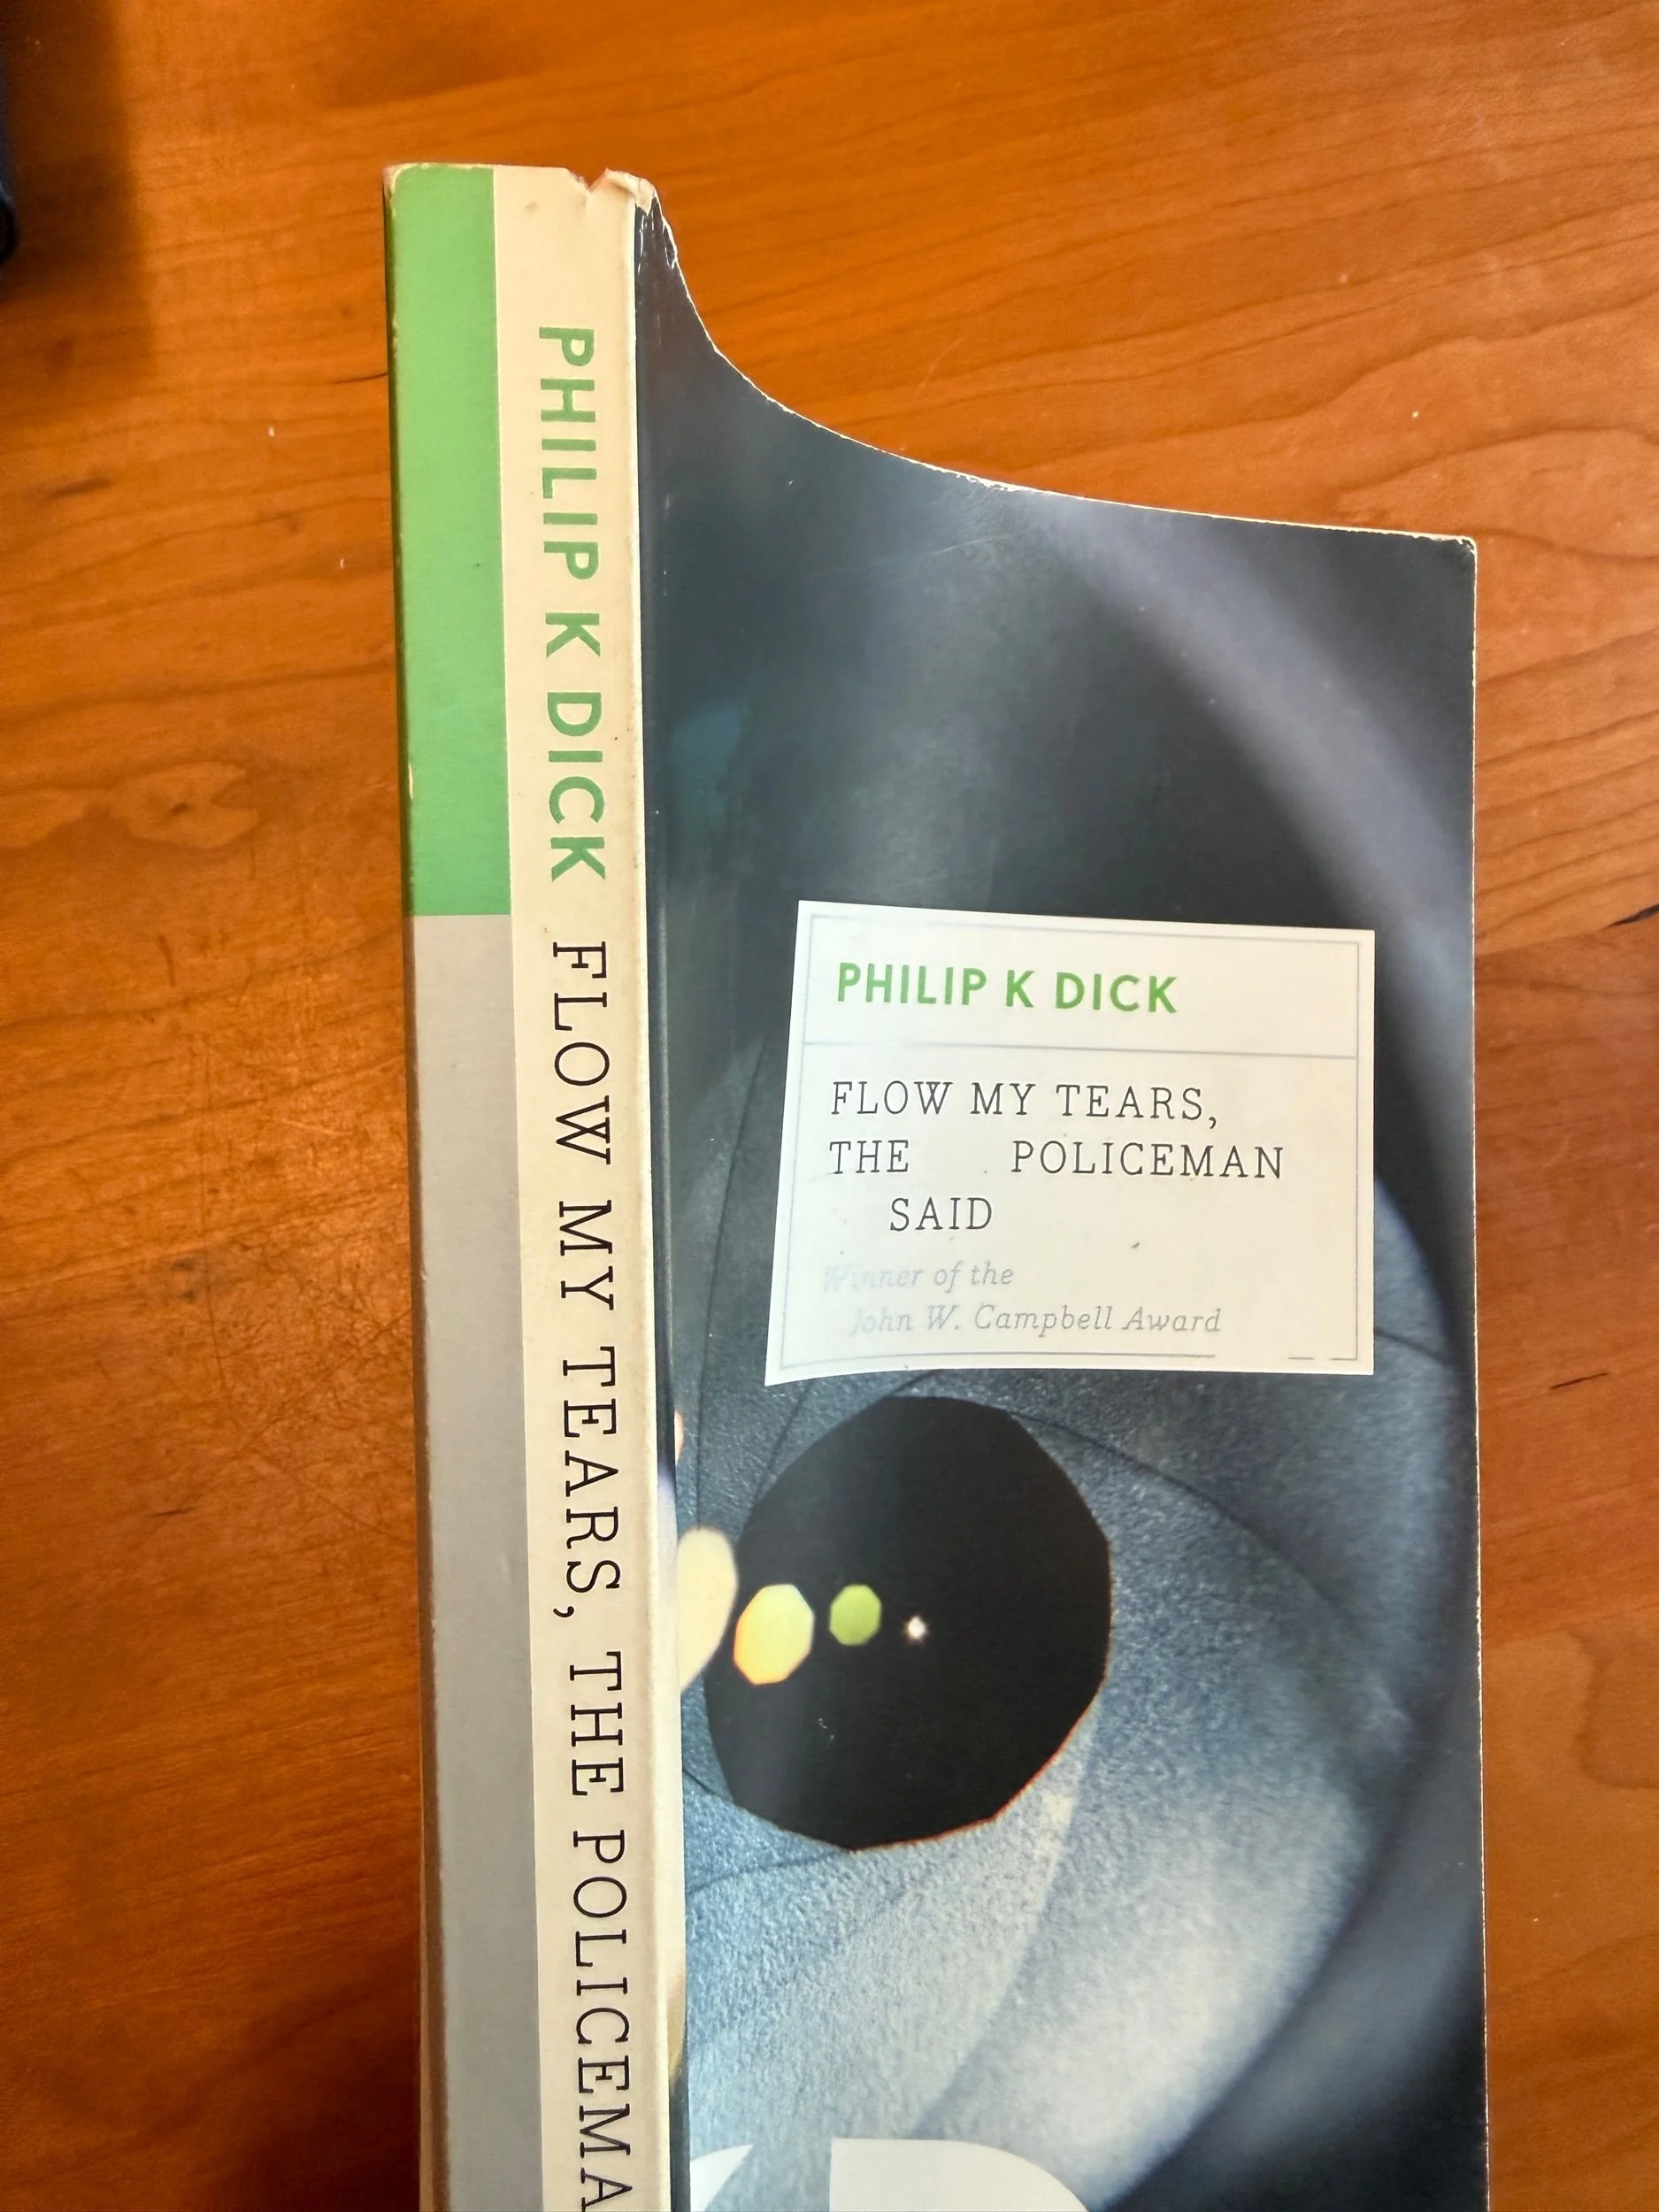 PHILIP K DICK FLOW MY TEARS, THE POLICEMA
PHILIP K DICK
FLOW MY TEARS,
THE POLICEMAN
SAID
Winner of the
John W. Campbell Award